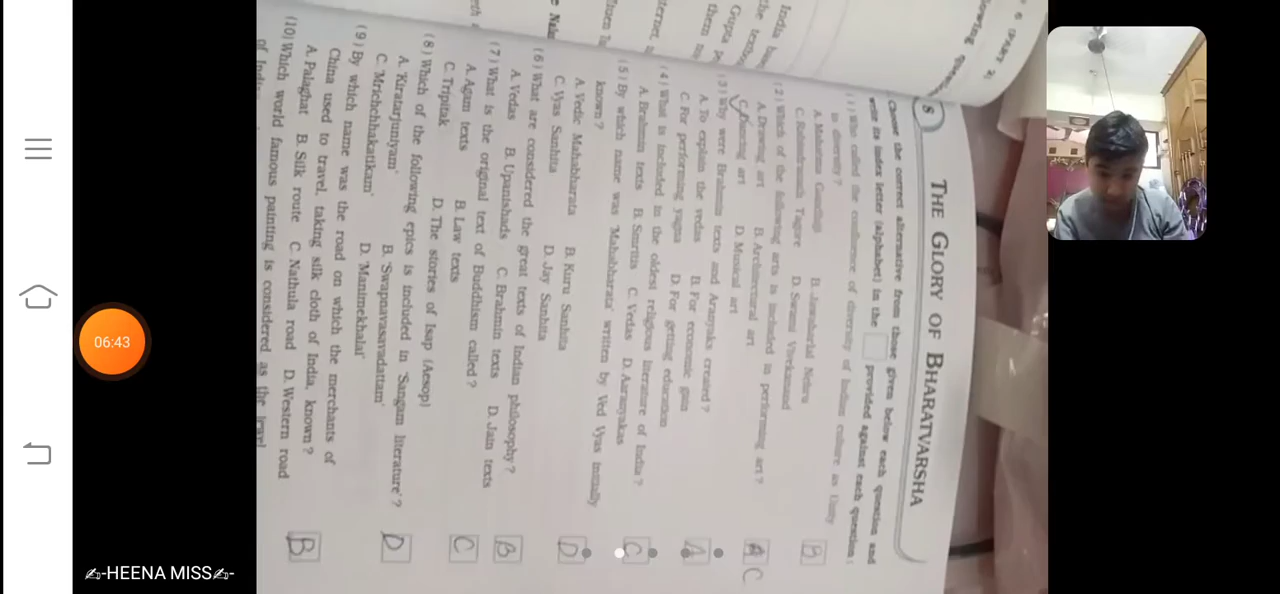 06:43
✍-HEENA MISS✍-
8
THE GLORY OF BHARATVARSHA
Choose the correct alternative from those given below each question and
write its index letter (alphabet) in the provided against each question :
(1) Who called the confluence of diversity of Indian culture as Unity
in diversity?
A. Mahatma Gandhiji B. Jawaharlal Nehru
C. Rabindranath Tagore D. Swami Vivekanand
B
(2) Which of the following arts is included in performing art?
A. Drawing art B. Architectural art
C. Dancing art D. Musical art
C
(3) Why were Brahmin texts and Aranyaks created?
A. To explain the vedas B. For economic gain
C. For performing yagna D. For getting education
A
(4) What is included in the oldest religious literature of India?
A. Brahmin texts B. Smritis C. Vedas D. Aaranyakas
C
(5) By which name was 'Mahabharata' written by Ved Vyas initially
known?
A. Vedic Mahabharata B. Kuru Sanhita
C. Vyas Sanhita D. Jay Sanhita
D
(6) What are considered the great texts of Indian philosophy?
A. Vedas B. Upanishads C. Brahmin texts D. Jain texts
B
(7) What is the original text of Buddhism called?
A. Agam texts B. Law texts
C. Tripitak D. The stories of Isap (Aesop)
C
(8) Which of the following epics is included in 'Sangam literature'?
A. 'Kiratarjuniyam' B. 'Swapnavasavadattam'
C. 'Mrichchhakatikam' D. 'Manimekhalai'
D
(9) By which name was the road on which the merchants of
China used to travel, taking silk cloth of India, known?
A. Palaghat B. Silk route C. Nathula road D. Western road
B
(10) Which world famous painting is considered as the jewel